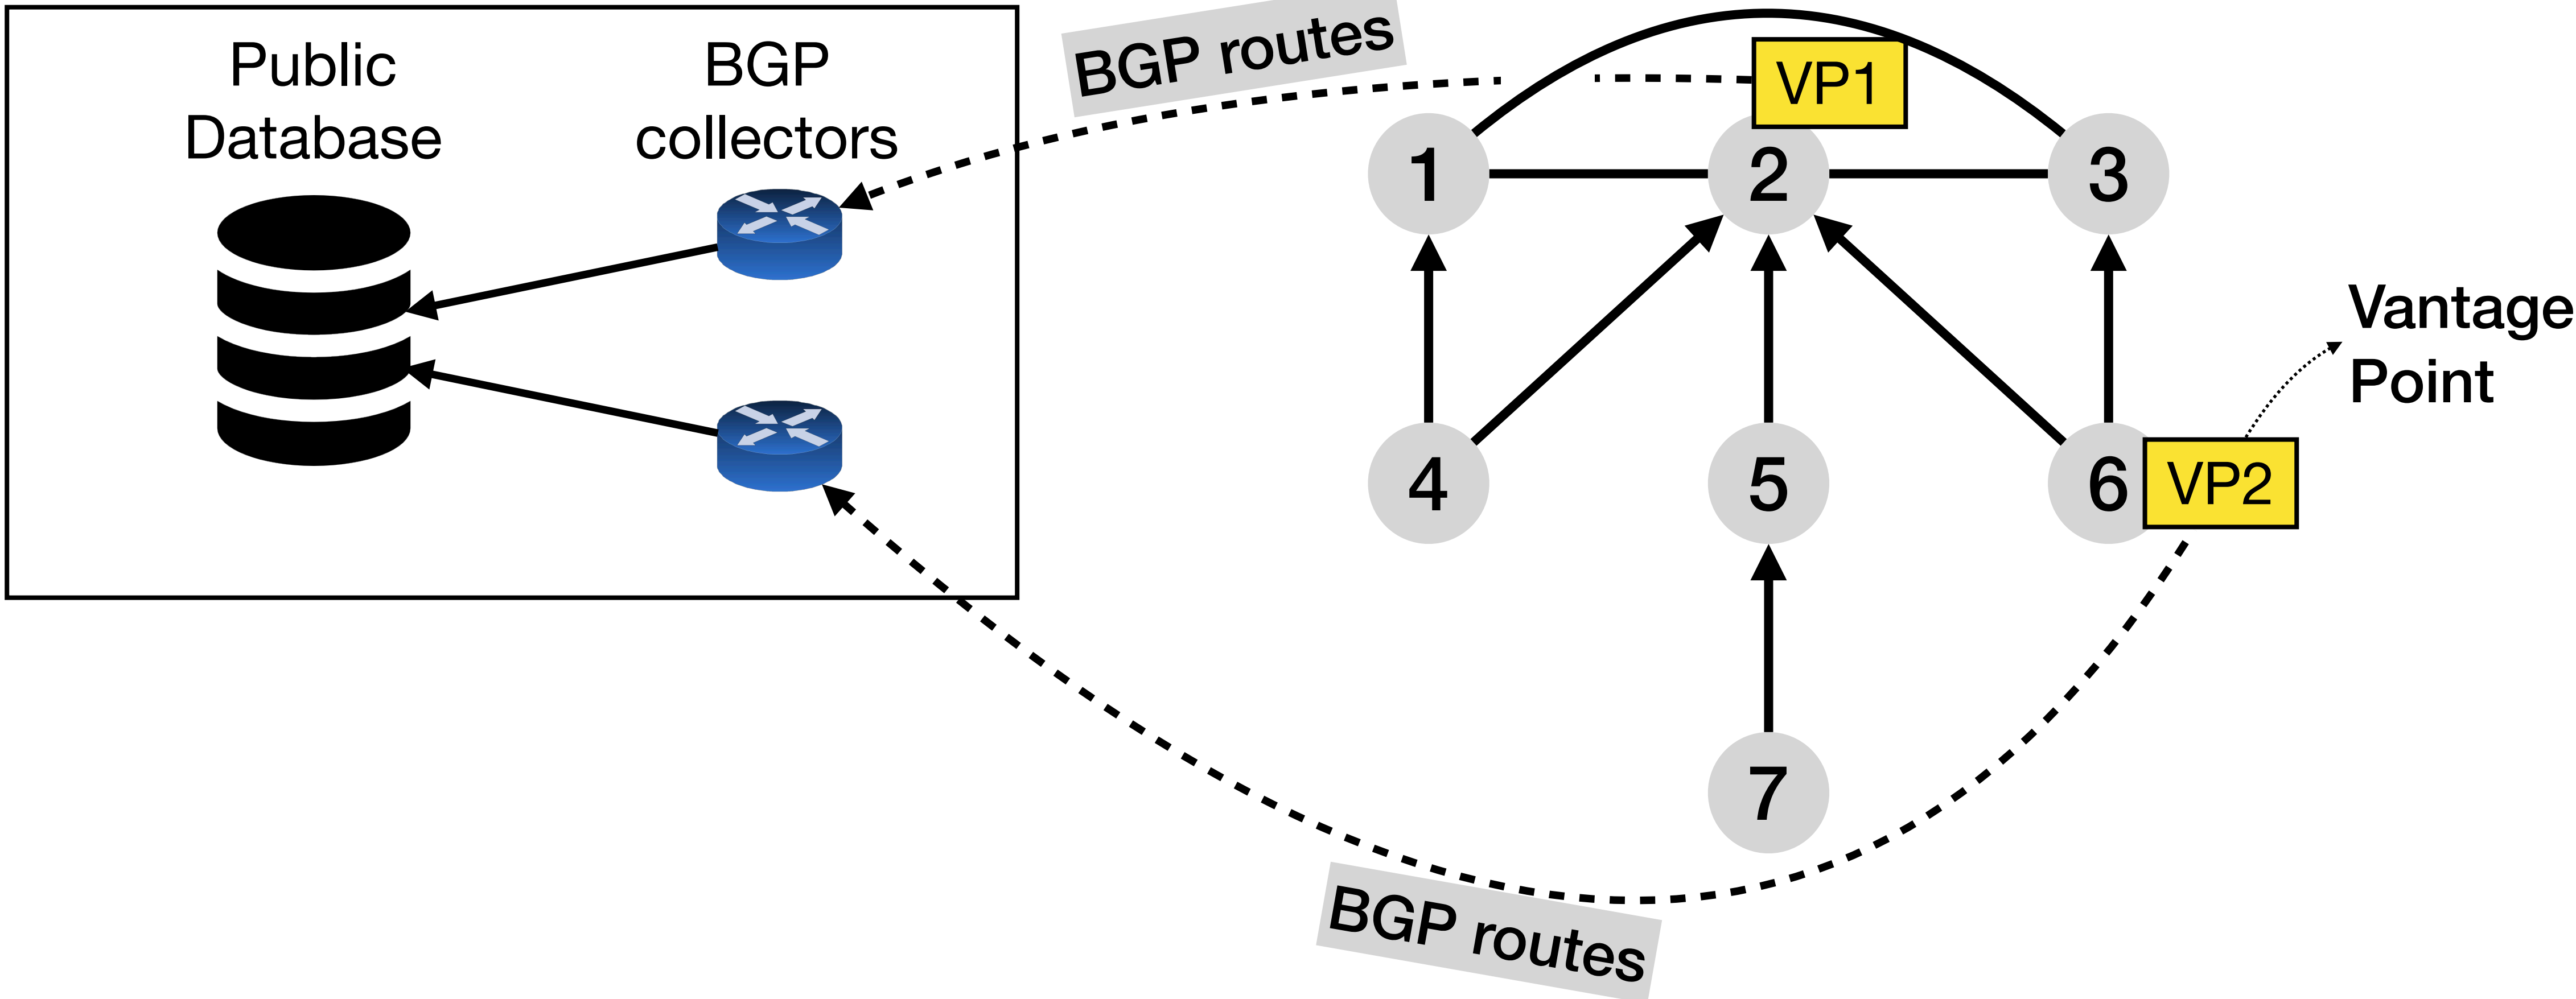 Public
Database
BGP
collectors
BGP routes
VP1
1
2
3
Vantage
Point
4
5
6
VP2
7
BGP routes